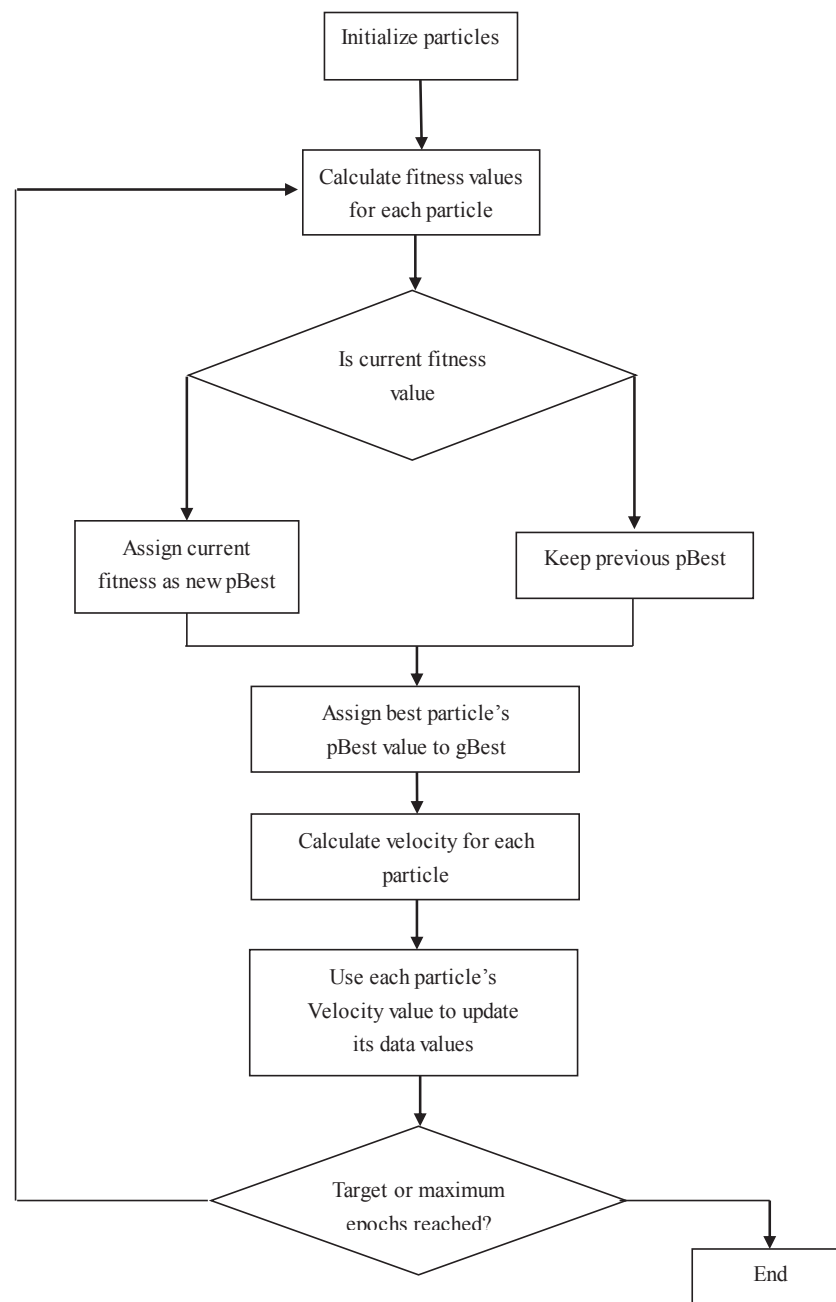 Initialize particles
Calculate fitness values
for each particle
Is current fitness
value
Assign current
fitness as new pBest
Keep previous pBest
Assign best particle’s
pBest value to gBest
Calculate velocity for each
particle
Use each particle’s
Velocity value to update
its data values
Target or maximum
epochs reached?
End